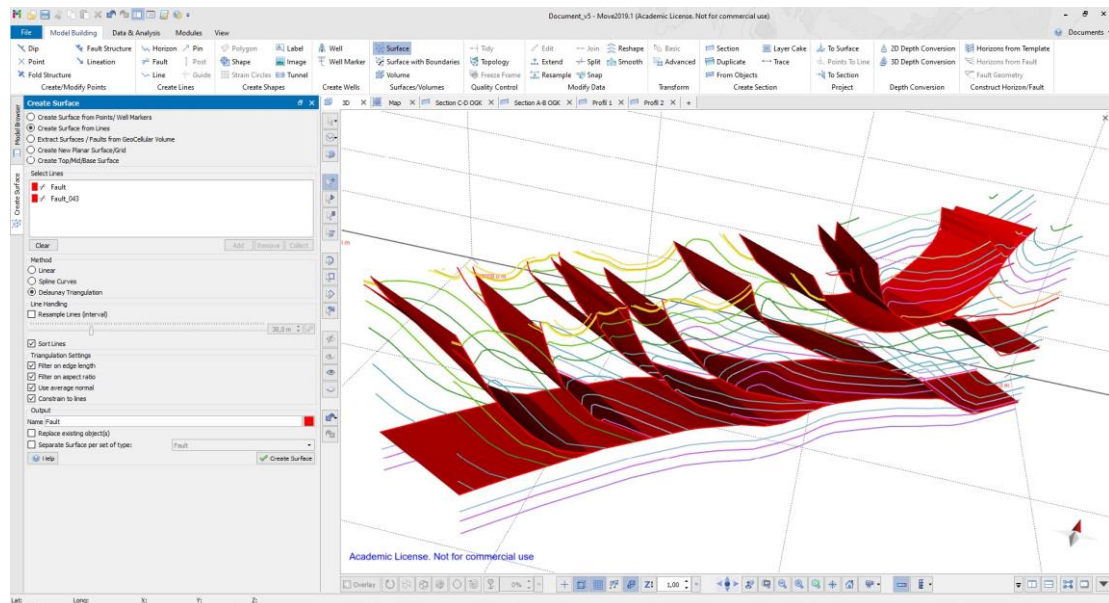 Document_v5 - Move2019.1 (Academic License. Not for commercial use)
File Model Building Data & Analysis Modules View
Documents
Dip Fault Structure Horizon Pin Polygon Label Well Surface Tidy Edit Join Reshape Basic Section Layer Cake To Surface 2D Depth Conversion Horizons from Template
Point Lineation Fault Post Shape Image Well Marker Surface with Boundaries Topology Extend Split Smooth Advanced Duplicate Trace Points To Line 3D Depth Conversion Horizons from Fault
Fold Structure Line Guide Strain Circles Tunnel Volume Freeze Frame Resample Snap From Objects To Section Fault Geometry
Create/Modify Points Create Lines Create Shapes Create Wells Surfaces/Volumes Quality Control Modify Data Transform Create Section Project Depth Conversion Construct Horizon/Fault
Create Surface
3D Map Section C-D OGK Section A-B OGK Profil 1 Profil 2 +
Model Browser
Create Surface
Create Surface from Points/ Well Markers
Create Surface from Lines
Extract Surfaces / Faults from GeoCellular Volume
Create New Planar Surface/Grid
Create Top/Mid/Base Surface
Select Lines
Fault
Fault_043
Clear Add Remove Collect
Method
Linear
Spline Curves
Delaunay Triangulation
Line Handling
Resample Lines (interval)
30,0 m
Sort Lines
Triangulation Settings
Filter on edge length
Filter on aspect ratio
Use average normal
Constrain to lines
Output
Name Fault
Replace existing object(s)
Separate Surface per set of type: Fault
Help Create Surface
Academic License. Not for commercial use
Overlay 0% Z: 1,00
Lat: Long: X: Y: Z: